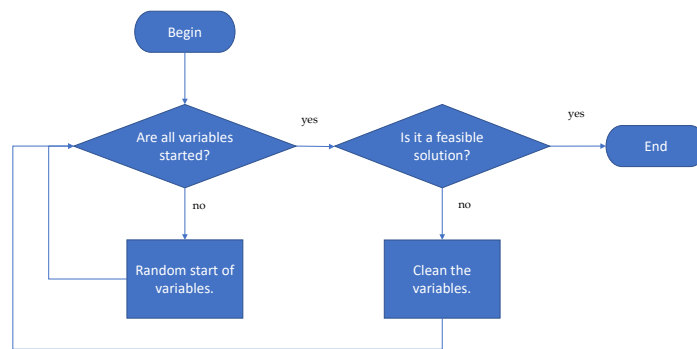 Begin
Are all variables
started?
yes
Is it a feasible
solution?
yes
End
no
no
Random start of
variables.
Clean the
variables.